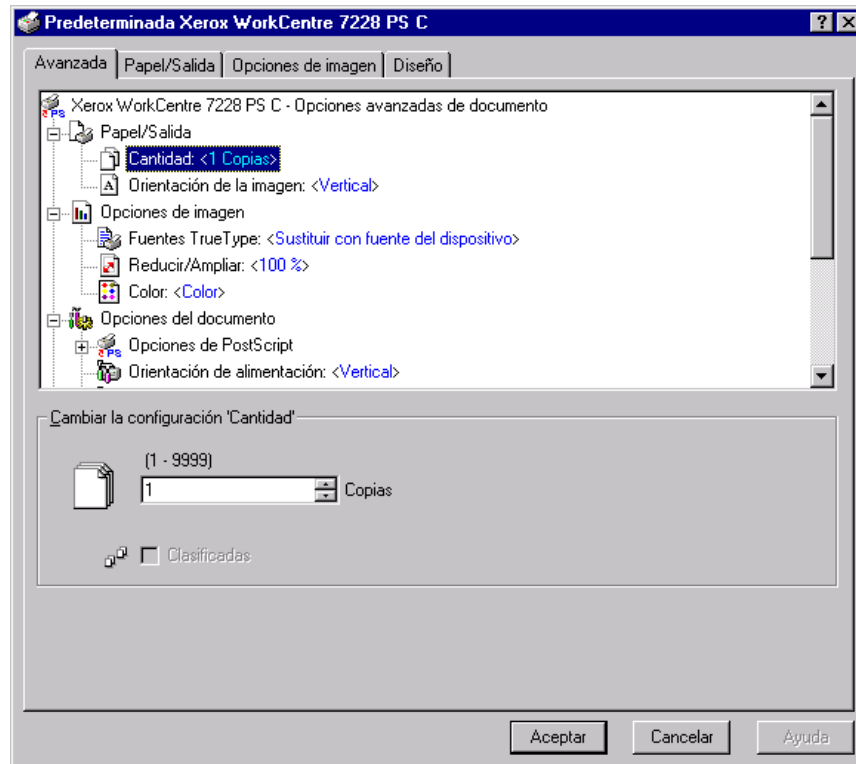 Predeterminada Xerox WorkCentre 7228 PS C
Avanzada Papel/Salida Opciones de imagen Diseño
Xerox WorkCentre 7228 PS C - Opciones avanzadas de documento
Papel/Salida
Cantidad: <1 Copias>
Orientación de la imagen: <Vertical>
Opciones de imagen
Fuentes TrueType: <Sustituir con fuente del dispositivo>
Reducir/Ampliar: <100 %>
Color: <Color>
Opciones del documento
Opciones de PostScript
Orientación de alimentación: <Vertical>
Cambiar la configuración 'Cantidad'
(1 - 9999)
1 Copias
Clasificadas
Aceptar Cancelar Ayuda